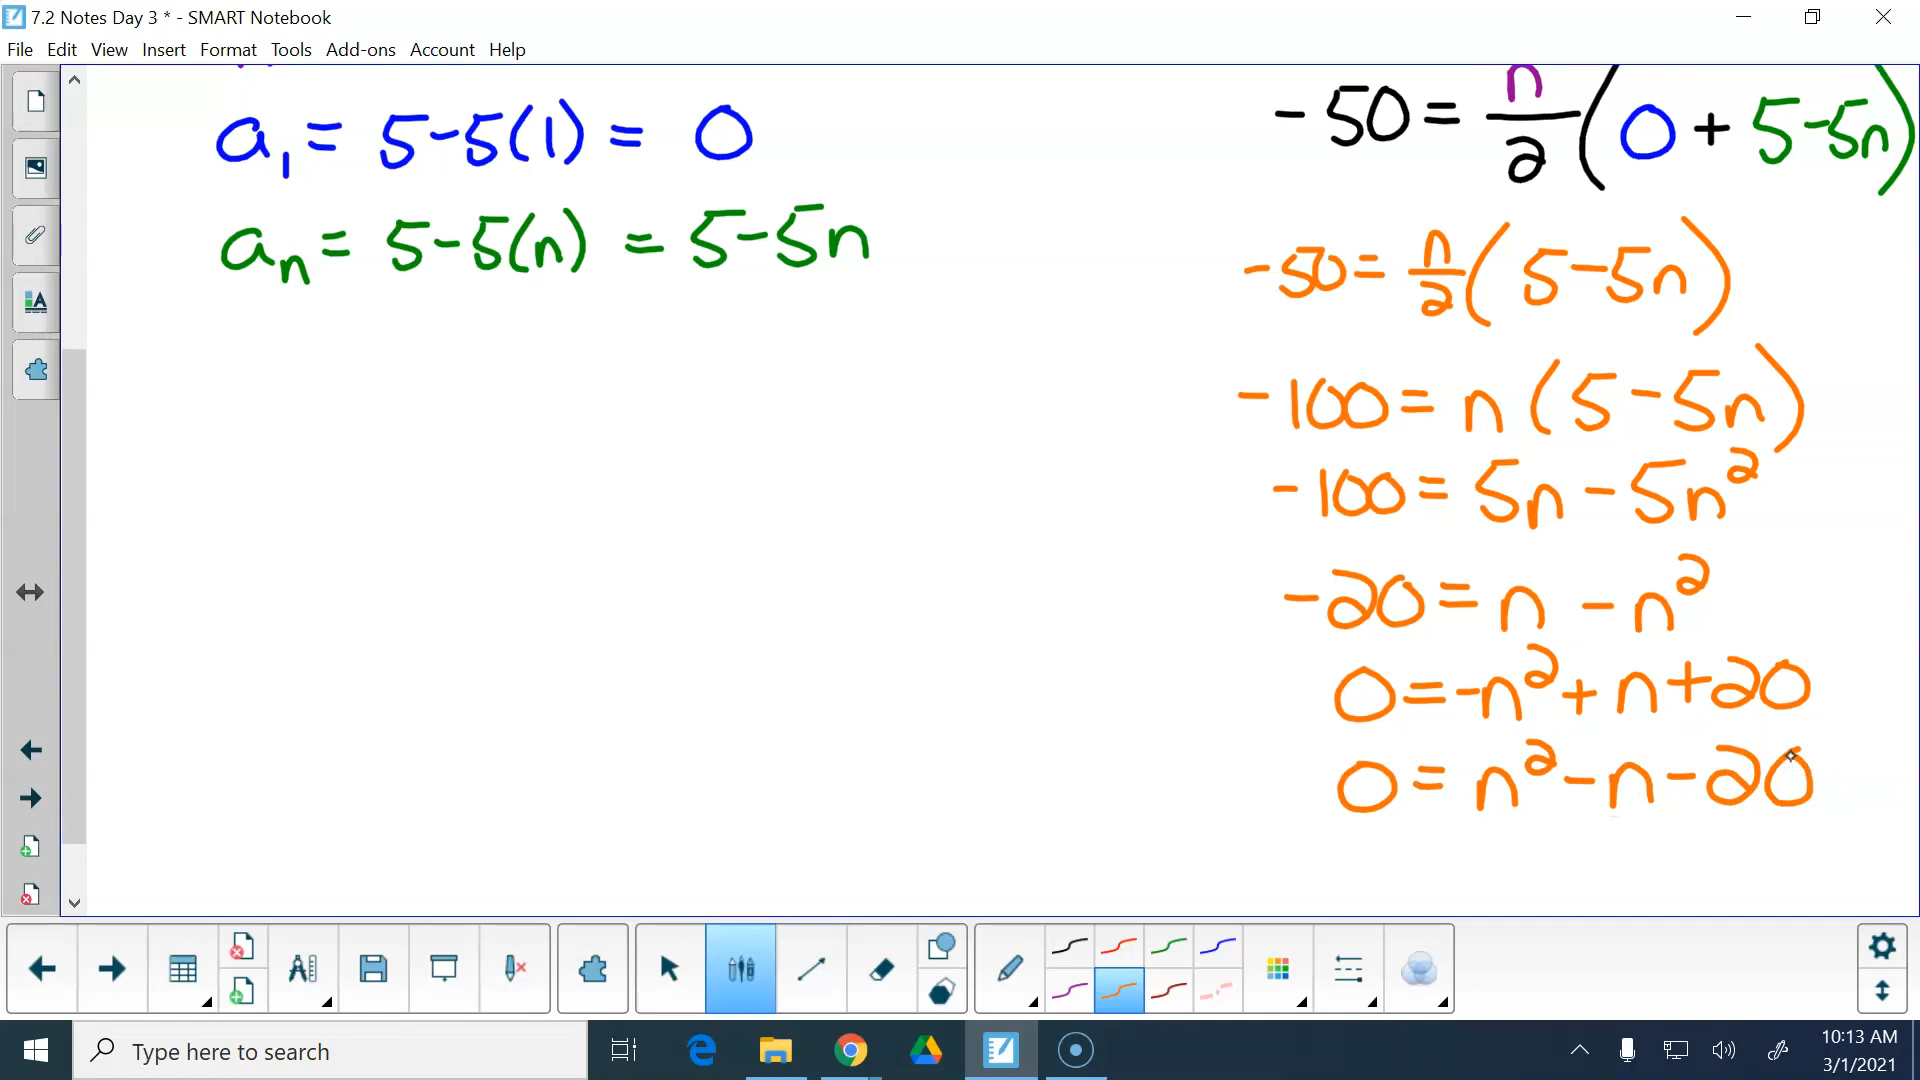 7.2 Notes Day 3 * - SMART Notebook
File Edit View Insert Format Tools Add-ons Account Help
a₁ = 5-5(1) = 0
aₙ = 5-5(n) = 5-5n
-50 = n/2 (0 + 5-5n)
-50 = n/2 (5-5n)
-100 = n(5-5n)
-100 = 5n - 5n²
-20 = n - n²
0 = -n² + n + 20
0 = n² - n - 20
Type here to search
10:13 AM
3/1/2021